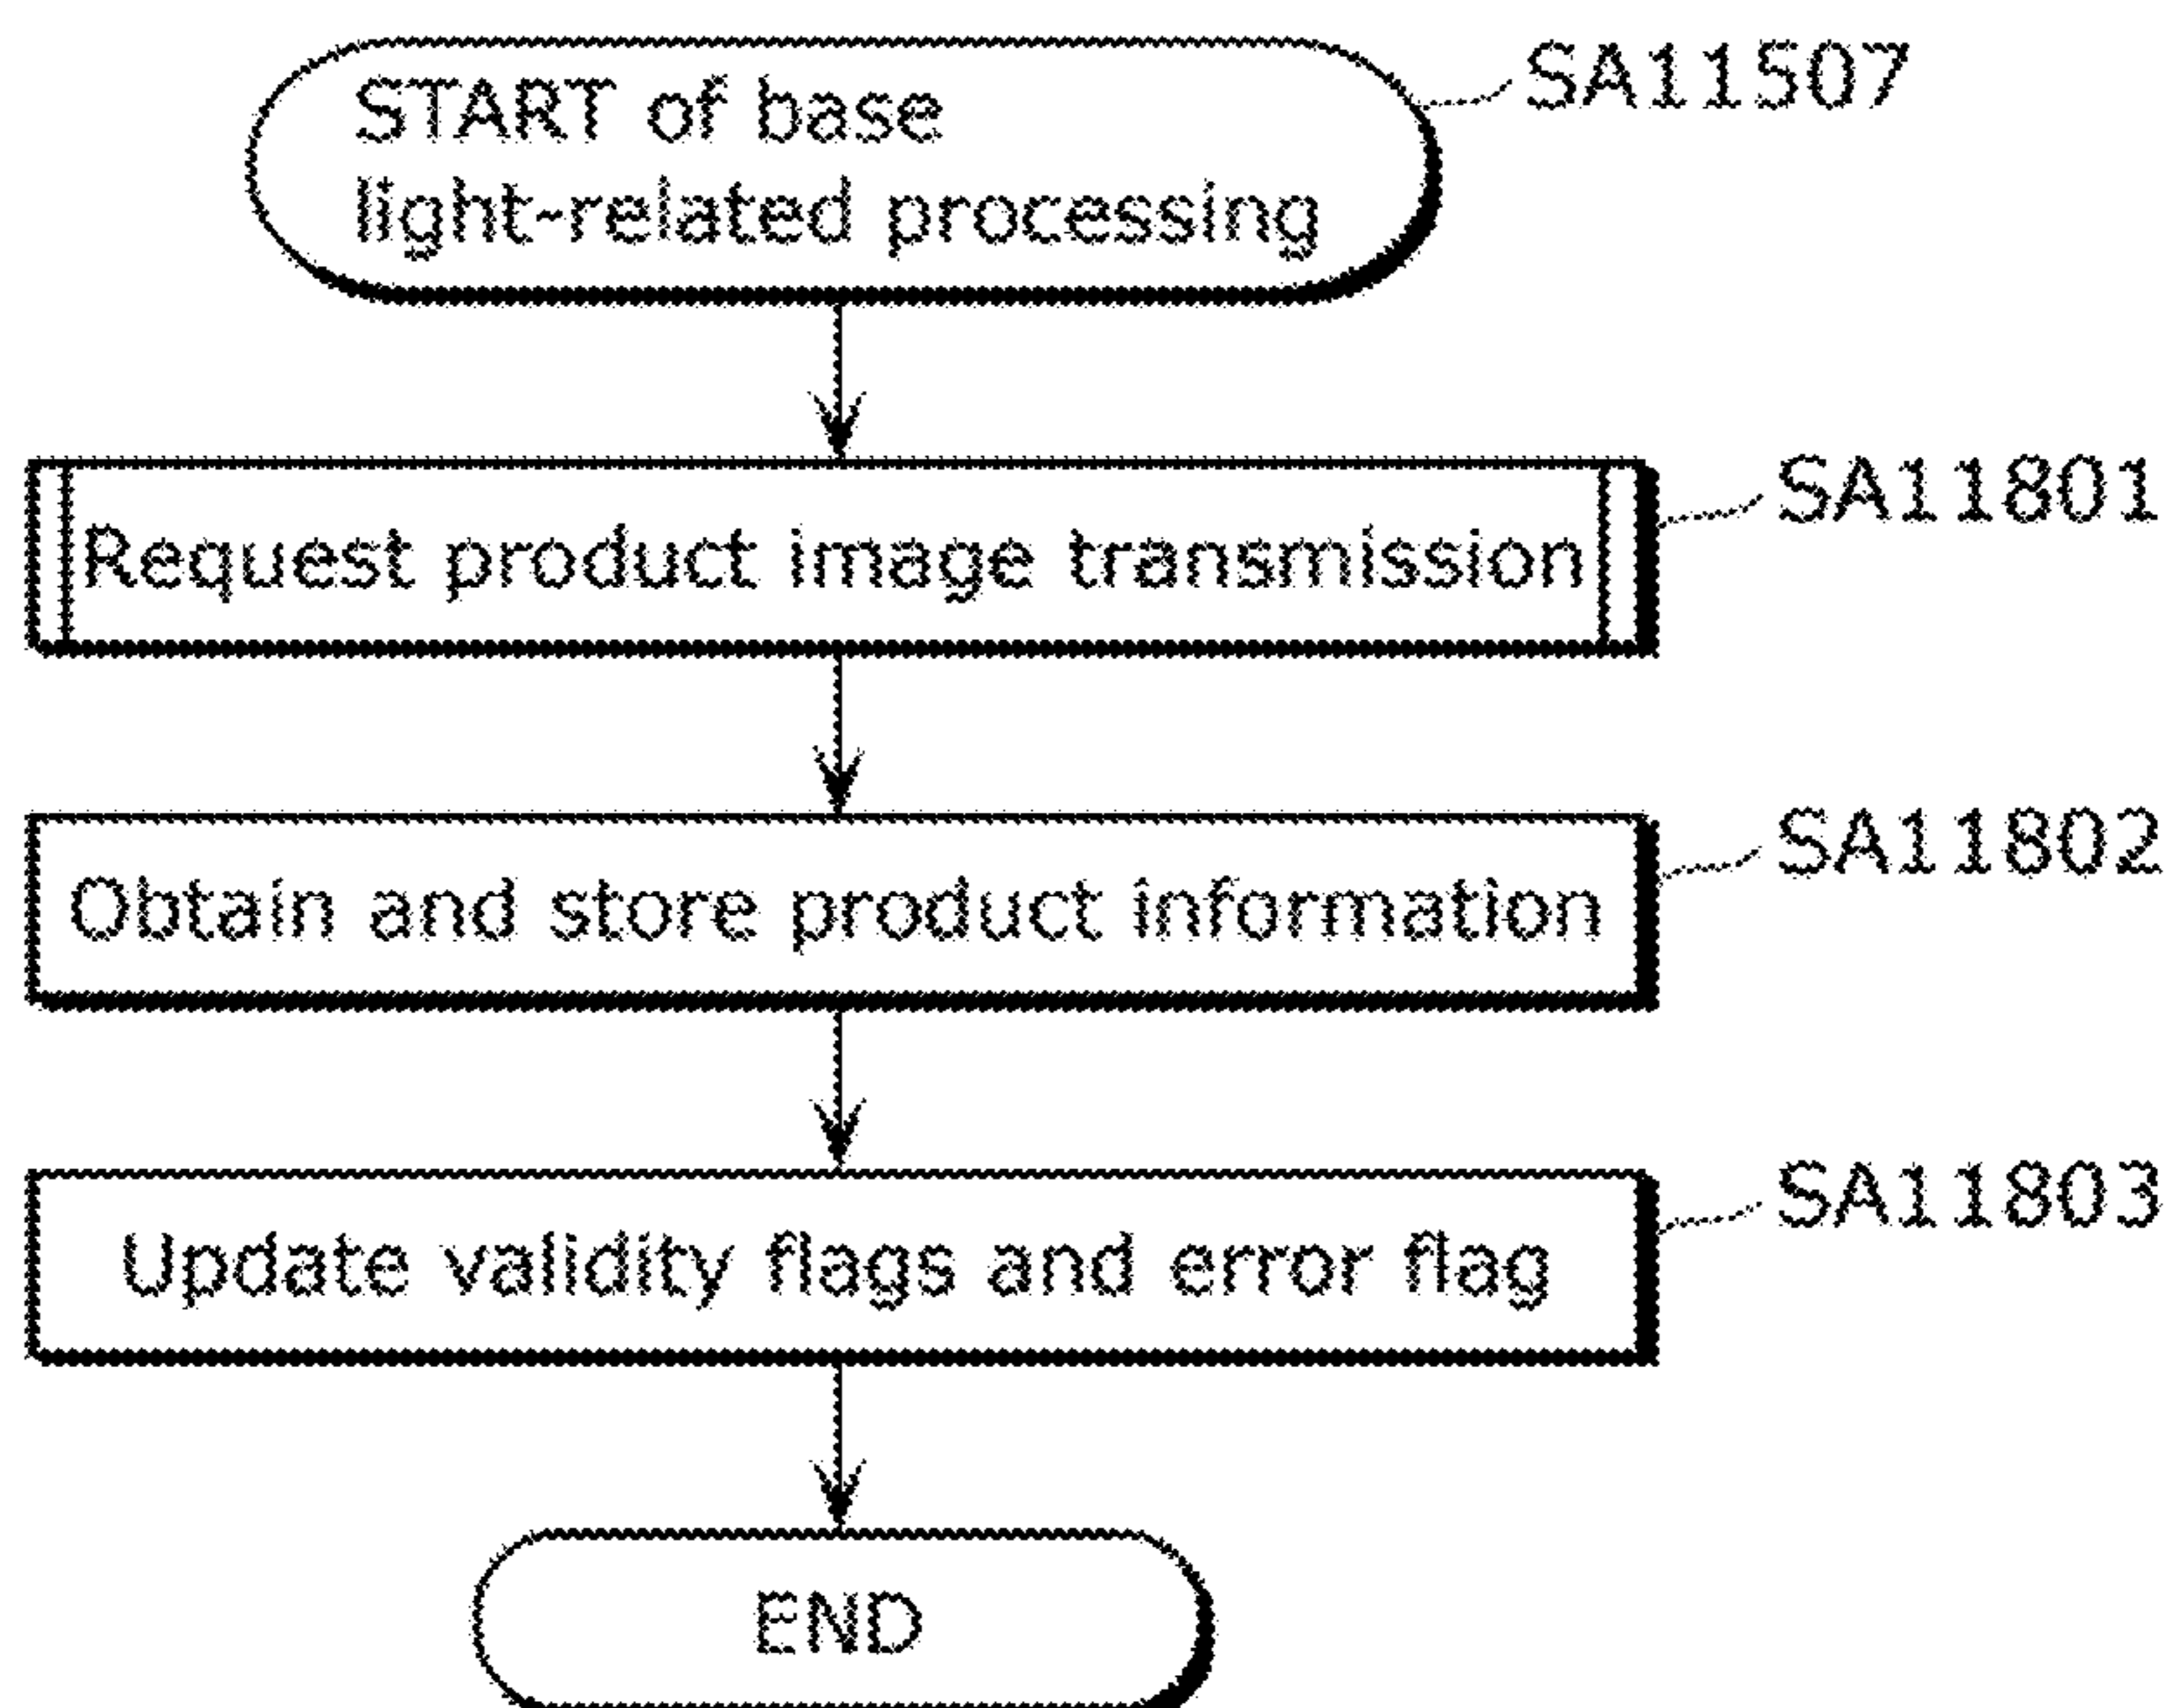 START of base
light-related processing
SA11507
Request product image transmission
SA11801
Obtain and store product information
SA11802
Update validity flags and error flag
SA11803
END